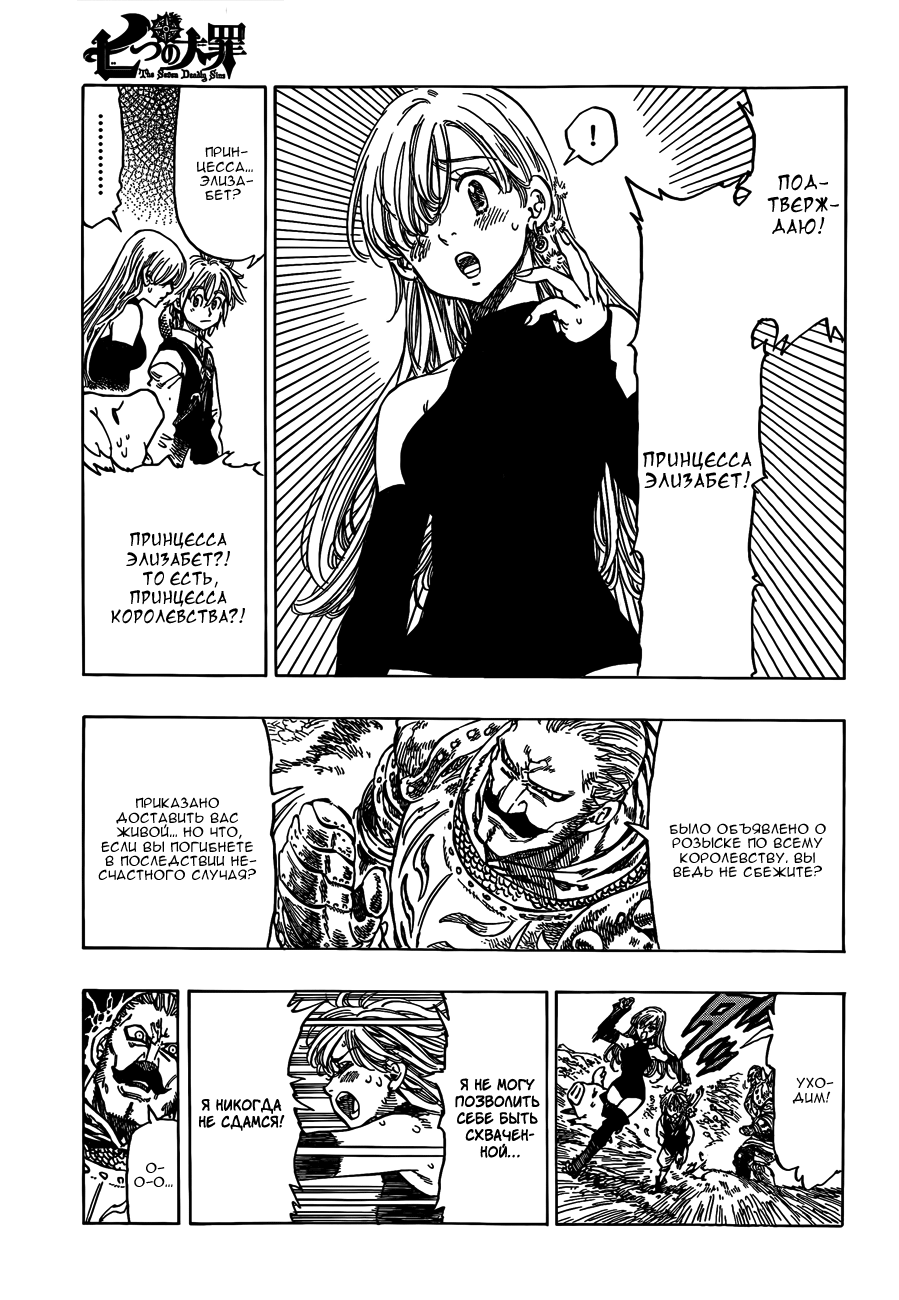 七つの大罪
The Seven Deadly Sins
!
ПОД-
ТВЕРЖ-
ДАЮ!
ПРИНЦЕССА
ЭЛИЗАБЕТ!
ПРИН-
ЦЕССА...
ЭЛИЗА-
БЕТ?
.........
ПРИНЦЕССА
ЭЛИЗАБЕТ?!
ТО ЕСТЬ,
ПРИНЦЕССА
КОРОЛЕВСТВА?!
БЫЛО ОБЪЯВЛЕНО О
РОЗЫСКЕ ПО ВСЕМУ
КОРОЛЕВСТВУ. ВЫ
ВЕДЬ НЕ СБЕЖИТЕ?
ПРИКАЗАНО
ДОСТАВИТЬ ВАС
ЖИВОЙ... НО ЧТО,
ЕСЛИ ВЫ ПОГИБНЕТЕ
В ПОСЛЕДСТВИИ НЕ-
СЧАСТНОГО СЛУЧАЯ?
УХО-
ДИМ!
Я НЕ МОГУ
ПОЗВОЛИТЬ
СЕБЕ БЫТЬ
СХВАЧЕН-
НОЙ...
Я НИКОГДА
НЕ СДАМСЯ!
О-
О-О...